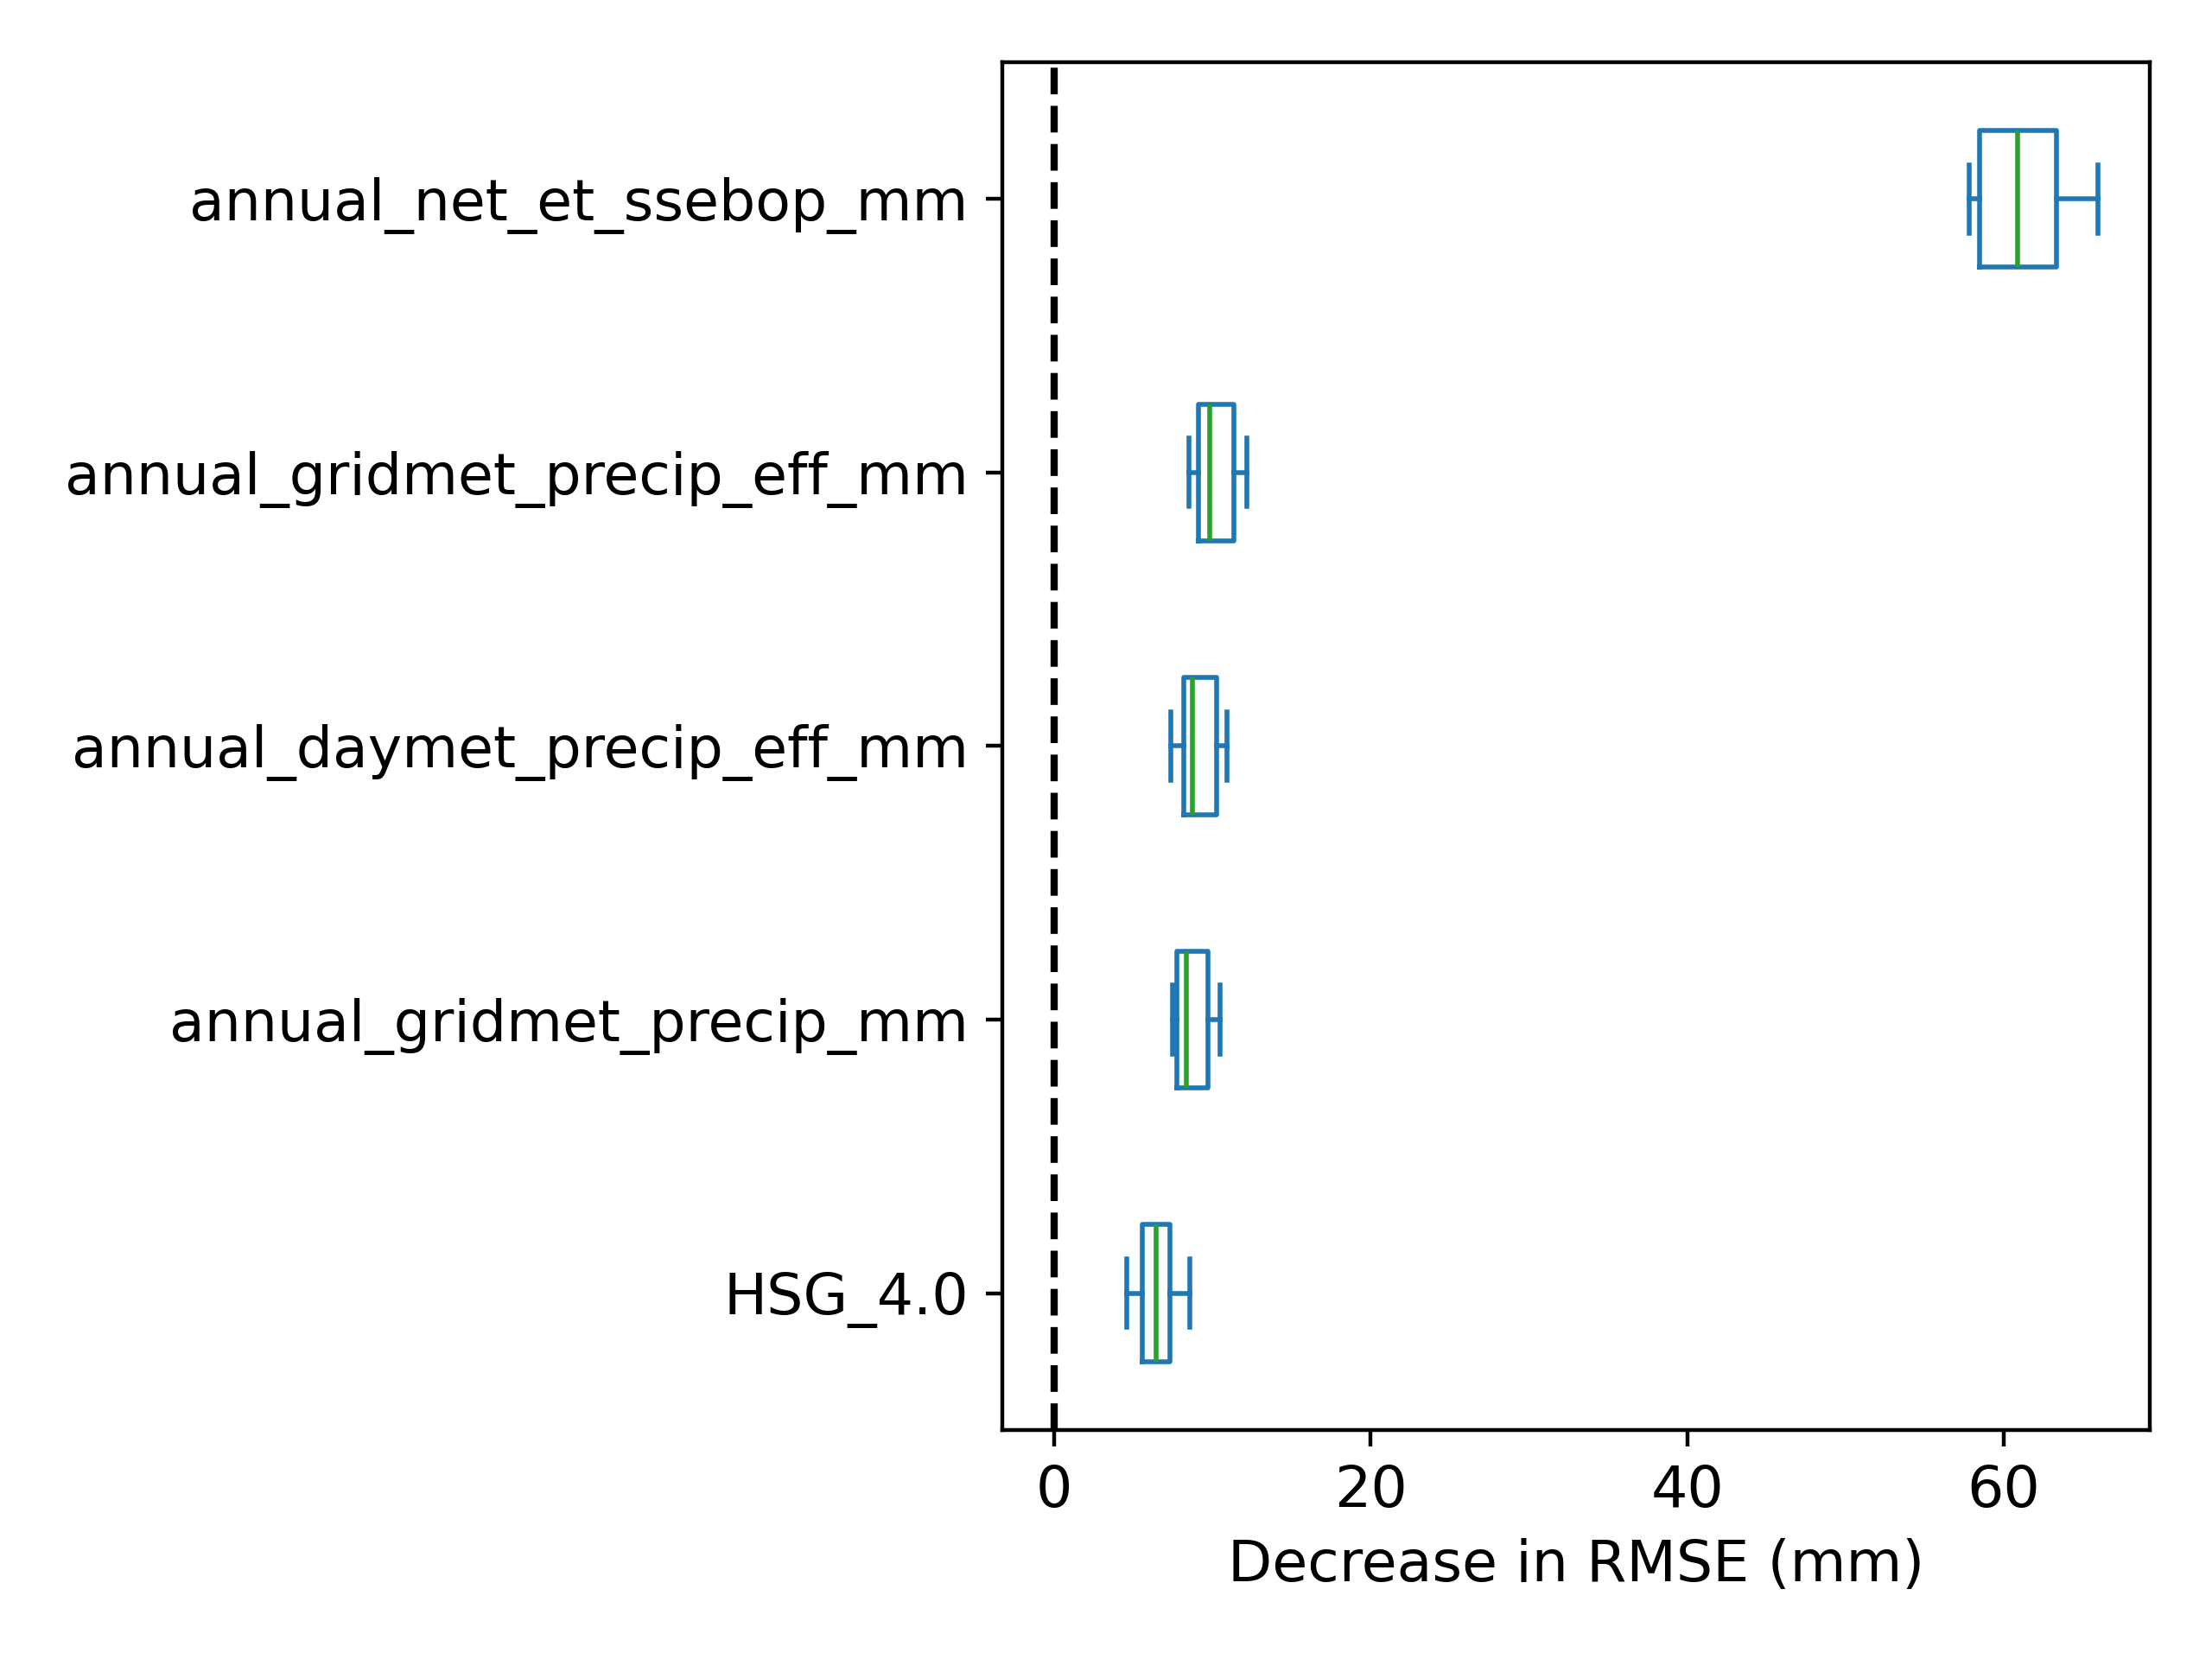 annual_net_et_ssebop_mm
annual_gridmet_precip_eff_mm
annual_daymet_precip_eff_mm
annual_gridmet_precip_mm
HSG_4.0
0 20 40 60
Decrease in RMSE (mm)